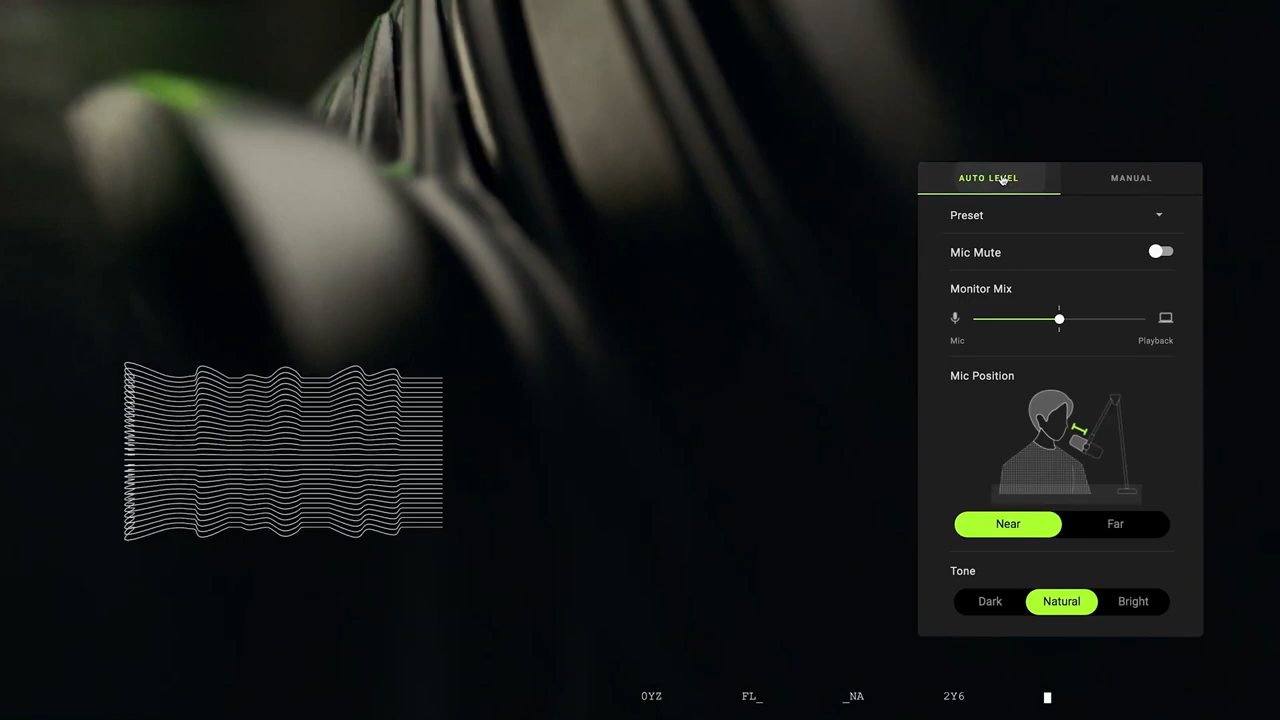 AUTO LEVEL MANUAL
Preset
Mic Mute
Monitor Mix
Mic Playback
Mic Position
Near Far
Tone
Dark Natural Bright
0YZ FL_ _NA 2Y6